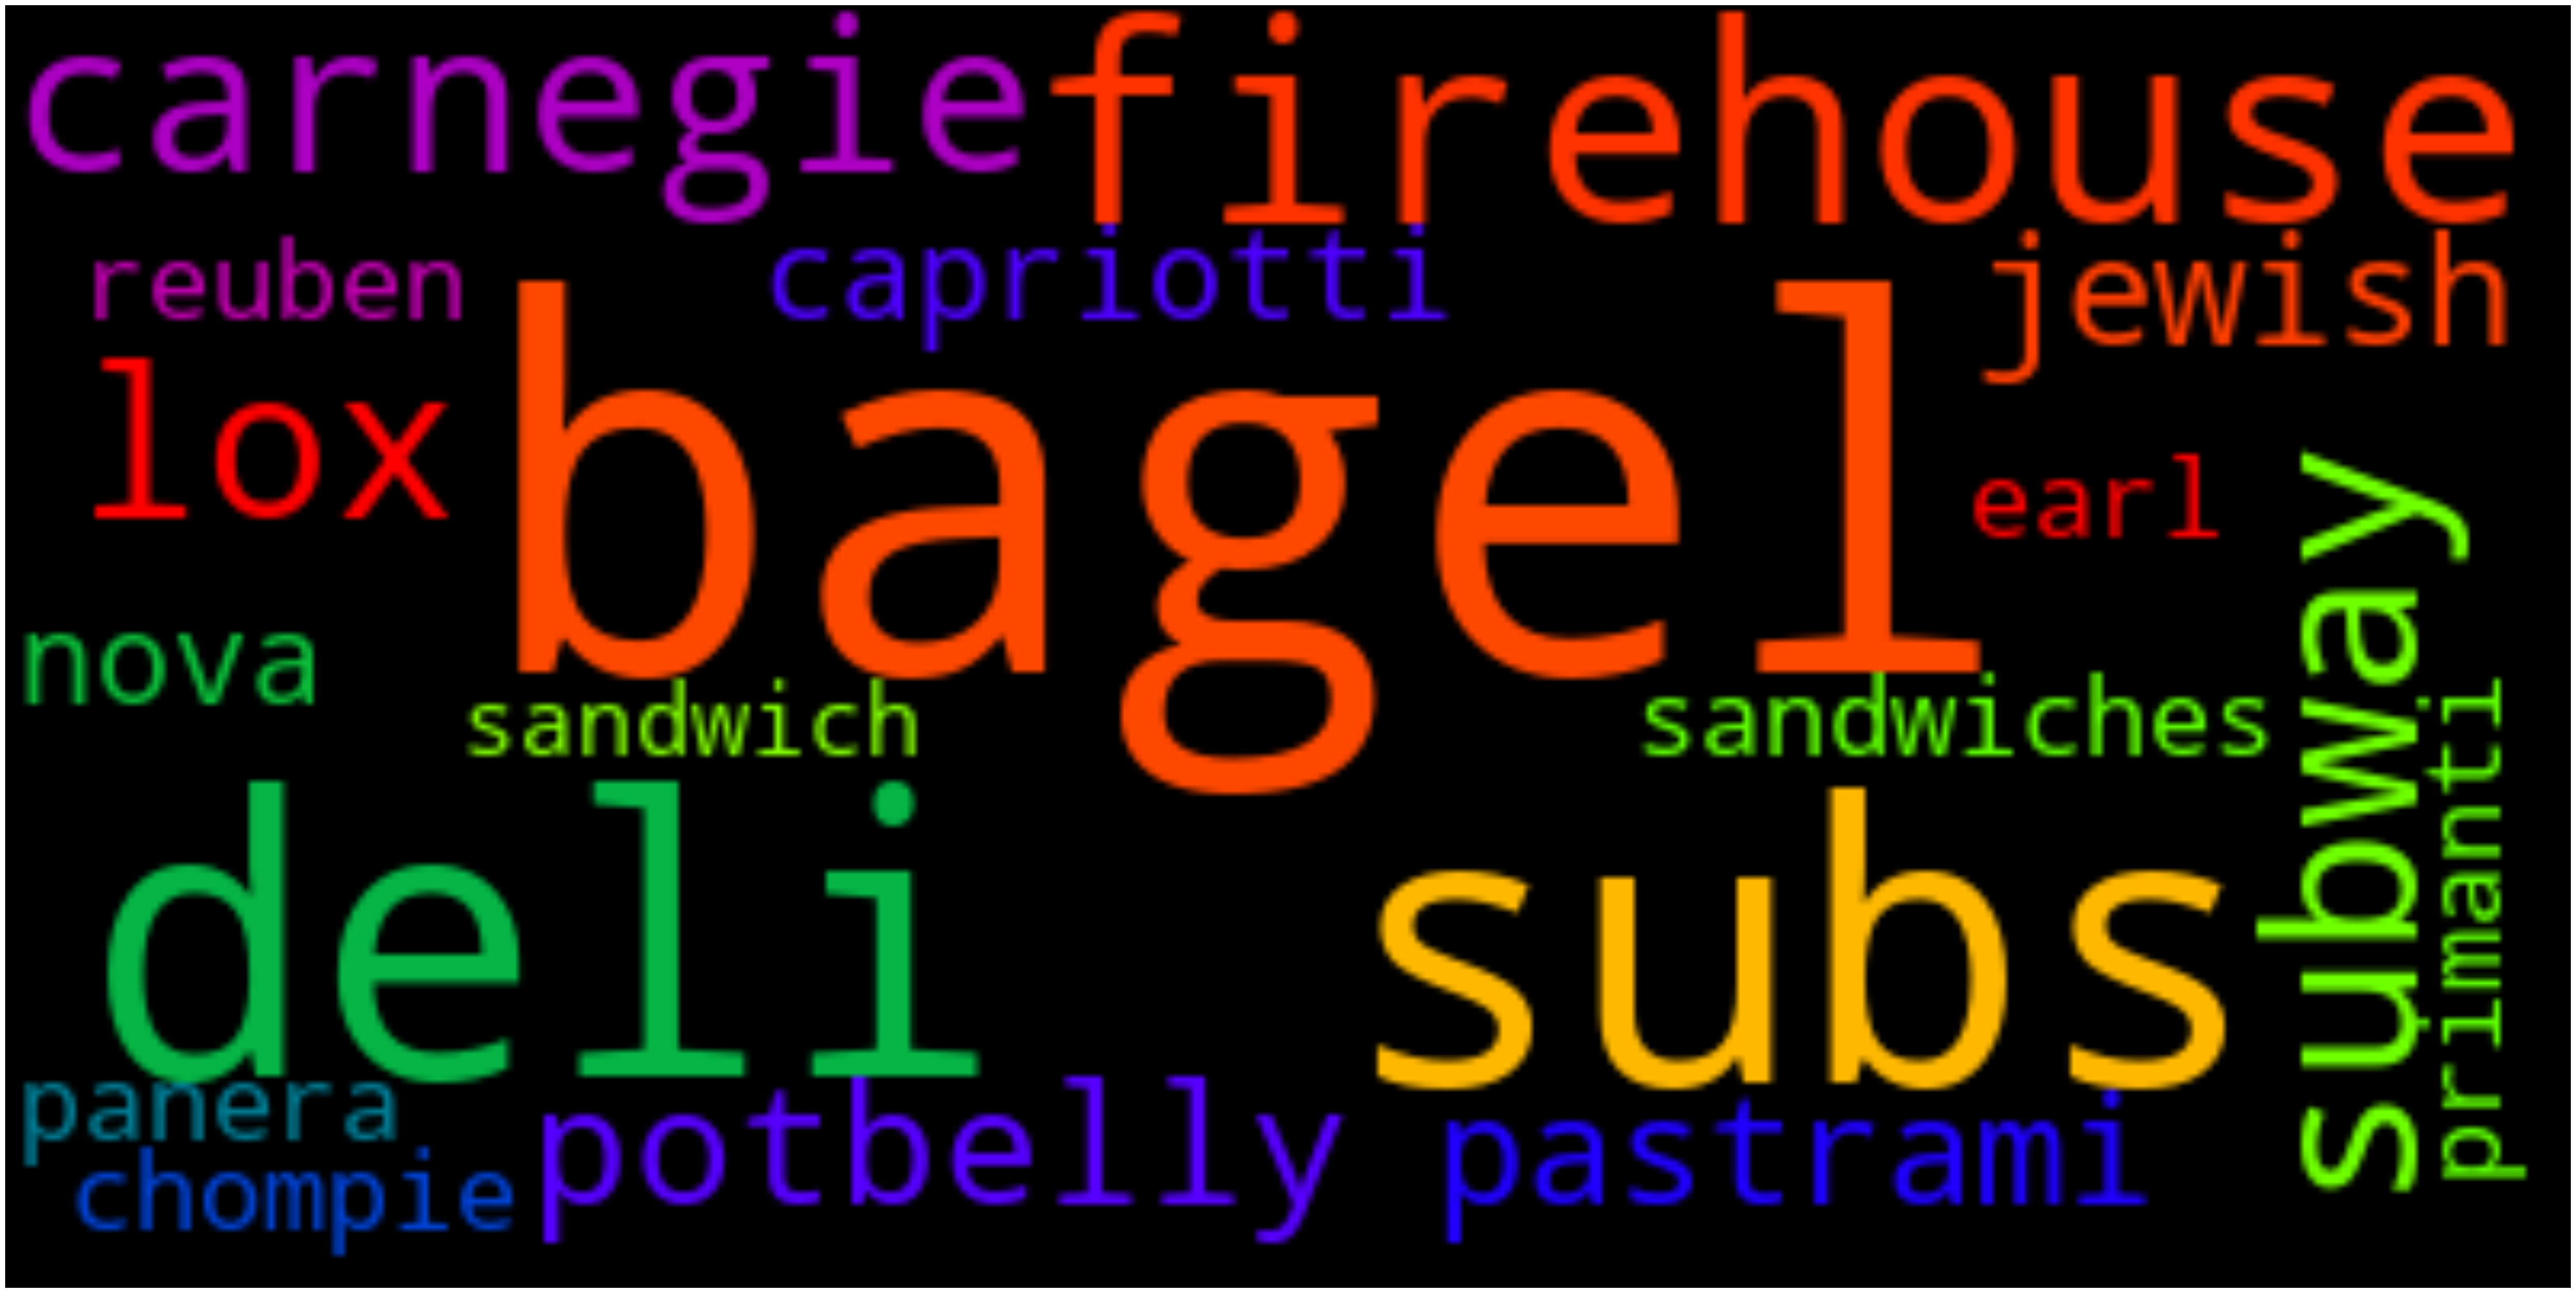 carnegie
firehouse
reuben
capriotti
jewish
lox
bagel
earl
subway
nova
sandwich
sandwiches
primanti
deli
subs
panera
potbelly
pastrami
chompie